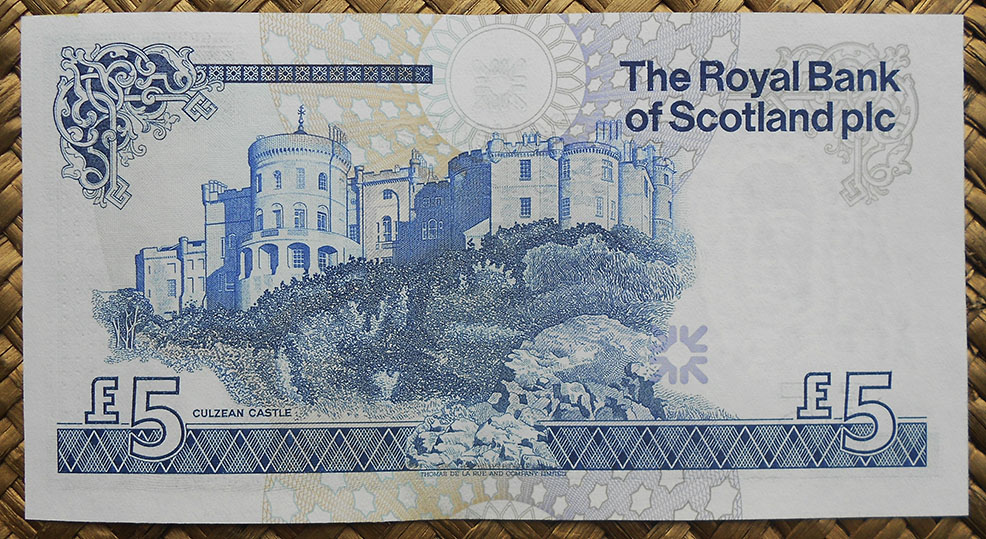 The Royal Bank
of Scotland plc
£5
CULZEAN CASTLE
£5
THOMAS DE LA RUE AND COMPANY LIMITED